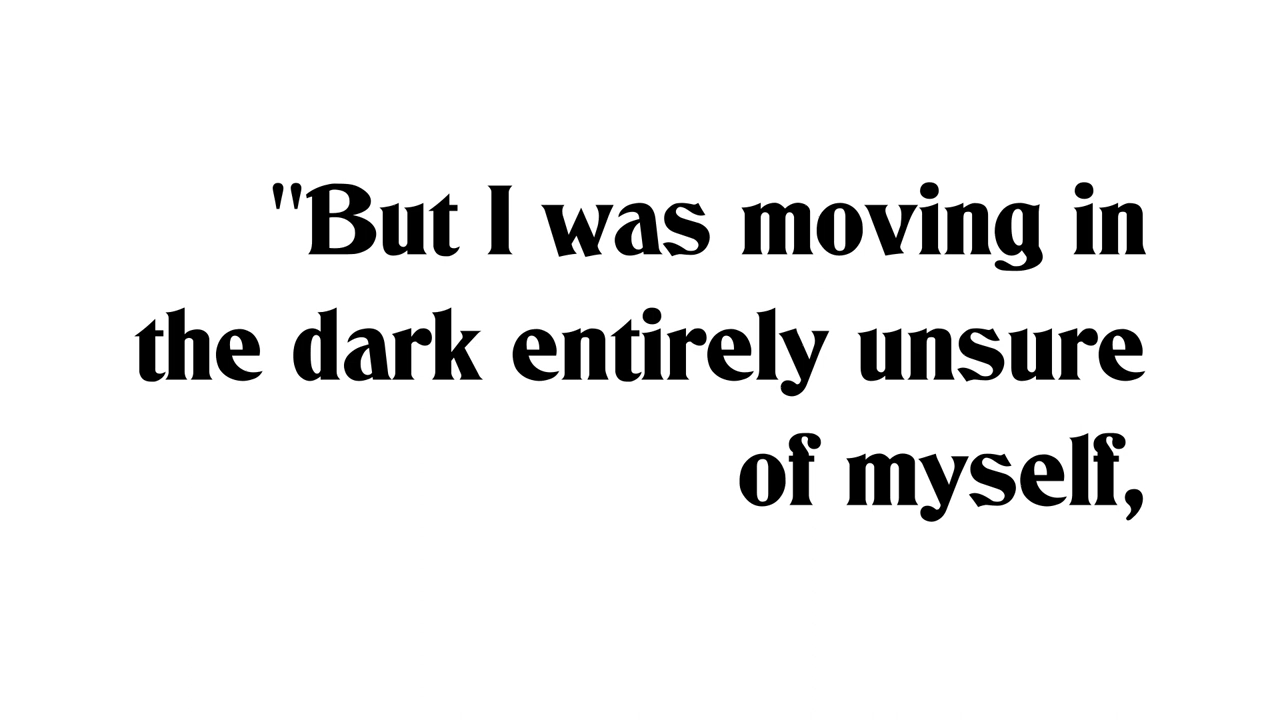 "But I was moving in
the dark entirely unsure
of myself,